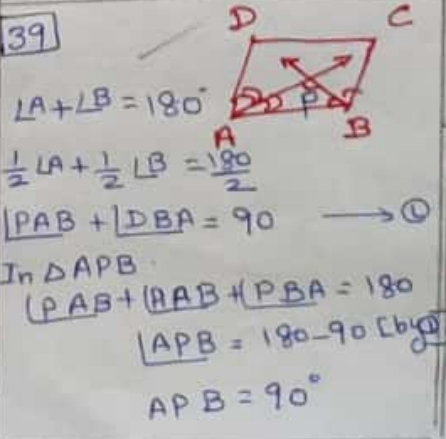 39
D C
∠A+∠B = 180°
P
A B
1/2 ∠A + 1/2 ∠B = 180/2
∠PAB + ∠DBA = 90 ⟶ ①
In ΔAPB.
∠PAB + ∠AAB + ∠PBA = 180
∠APB = 180-90 [by ①]
APB = 90°